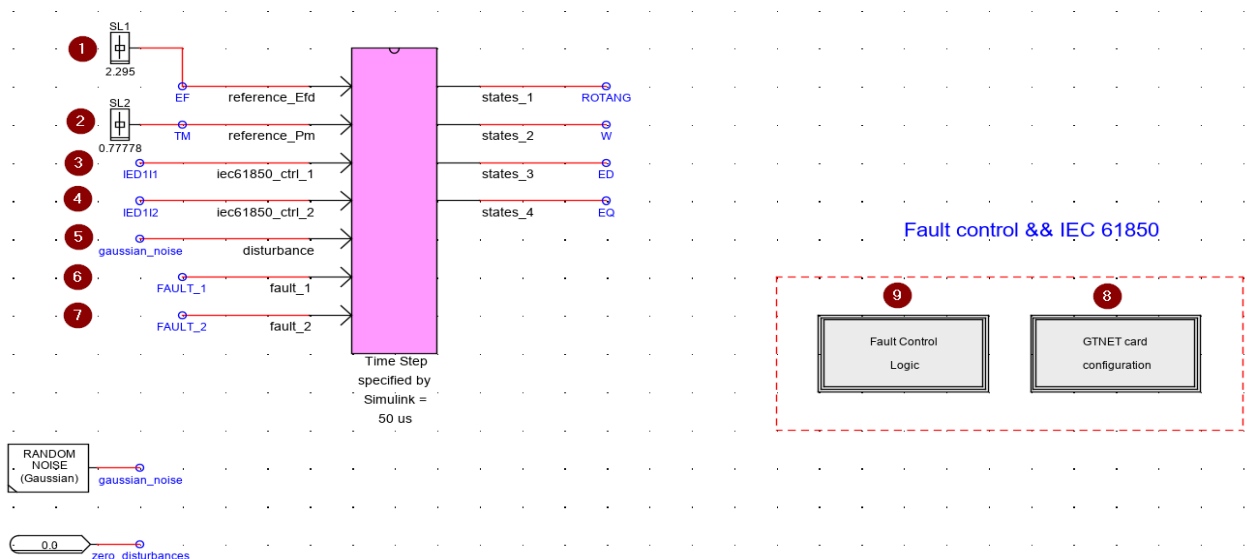 SL1
1
2.295
EF reference_Efd
states_1 ROTANG
SL2
2
0.77778
TM reference_Pm
states_2 W
3
IED1I1 iec61850_ctrl_1
states_3 ED
4
IED1I2 iec61850_ctrl_2
states_4 EQ
5
gaussian_noise disturbance
6
FAULT_1 fault_1
7
FAULT_2 fault_2
Time Step
specified by
Simulink =
50 us
Fault control && IEC 61850
9
Fault Control
Logic
8
GTNET card
configuration
RANDOM
NOISE
(Gaussian)
gaussian_noise
0.0
zero_disturbances